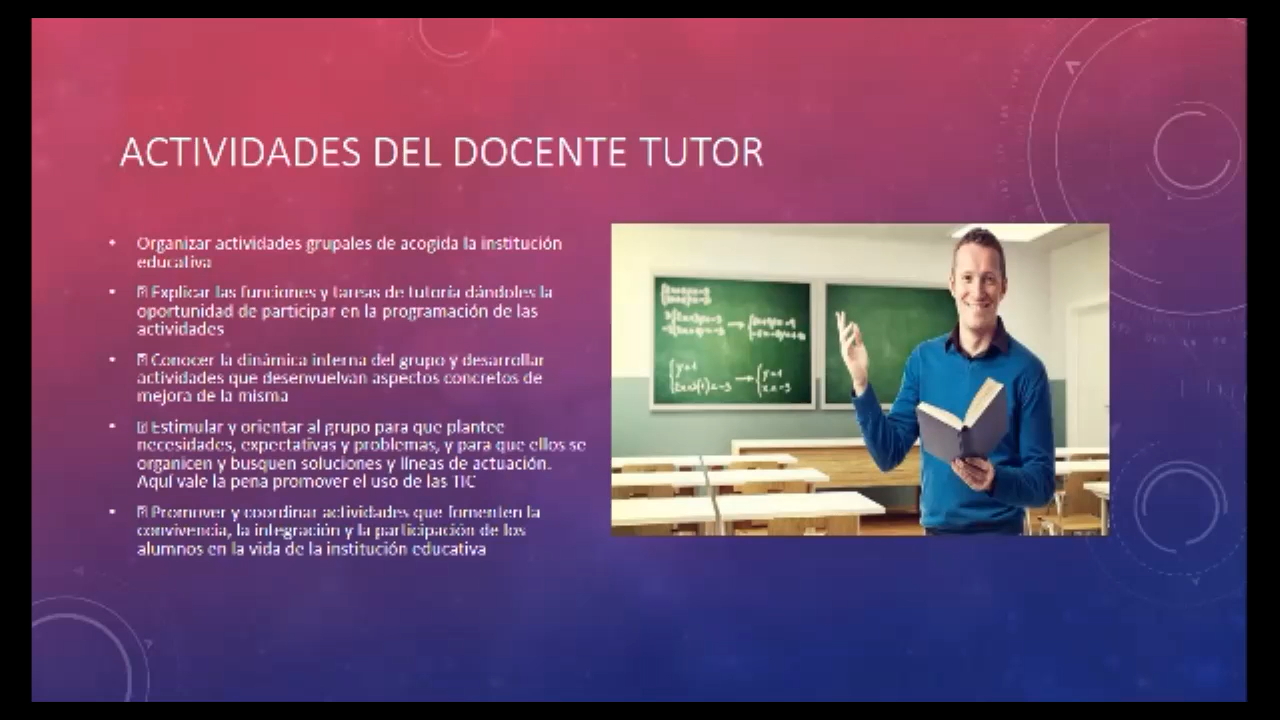 ACTIVIDADES DEL DOCENTE TUTOR
• Organizar actividades grupales de acogida la institución
educativa
• Explicar las funciones y tareas de tutoría dándoles la
oportunidad de participar en la programación de las
actividades
• Conocer la dinámica interna del grupo y desarrollar
actividades que desenvuelvan aspectos concretos de
mejora de la misma
• Estimular y orientar al grupo para que plantee
necesidades, expectativas y problemas, y para que ellos se
organicen y busquen soluciones y líneas de actuación.
Aquí vale la pena promover el uso de las TIC
• Promover y coordinar actividades que fomenten la
convivencia, la integración y la participación de los
alumnos en la vida de la institución educativa